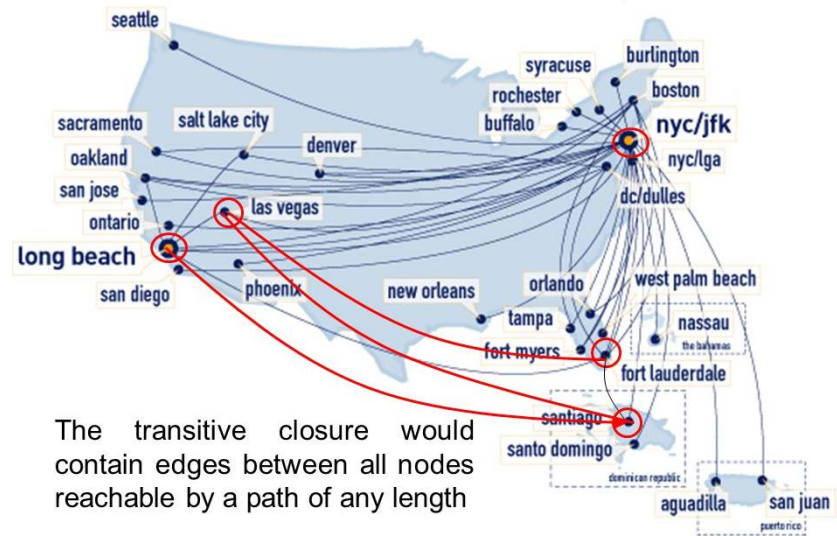 seattle
burlington
syracuse
boston
rochester
nyc/jfk
buffalo
sacramento
salt lake city
denver
nyc/lga
oakland
san jose
dc/dulles
las vegas
ontario
long beach
san diego
phoenix
new orleans
orlando
west palm beach
tampa
nassau
the bahamas
fort myers
fort lauderdale
santiago
santo domingo
dominican republic
aguadilla
san juan
puerto rico
The transitive closure would
contain edges between all nodes
reachable by a path of any length